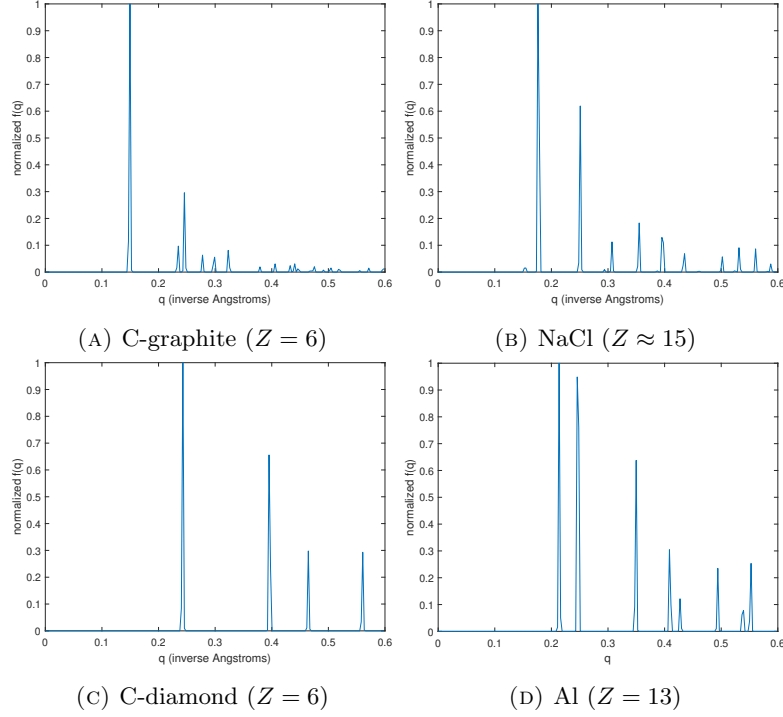 normalized f(q)
1
0.9
0.8
0.7
0.6
0.5
0.4
0.3
0.2
0.1
0
0 0.1 0.2 0.3 0.4 0.5 0.6
q (inverse Angstroms)
(A) C-graphite (Z = 6)
normalized f(q)
1
0.9
0.8
0.7
0.6
0.5
0.4
0.3
0.2
0.1
0
0 0.1 0.2 0.3 0.4 0.5 0.6
q (inverse Angstroms)
(B) NaCl (Z ≈ 15)
normalized f(q)
1
0.9
0.8
0.7
0.6
0.5
0.4
0.3
0.2
0.1
0
0 0.1 0.2 0.3 0.4 0.5 0.6
q (inverse Angstroms)
(C) C-diamond (Z = 6)
normalized f(q)
1
0.9
0.8
0.7
0.6
0.5
0.4
0.3
0.2
0.1
0
0 0.1 0.2 0.3 0.4 0.5 0.6
q
(D) Al (Z = 13)